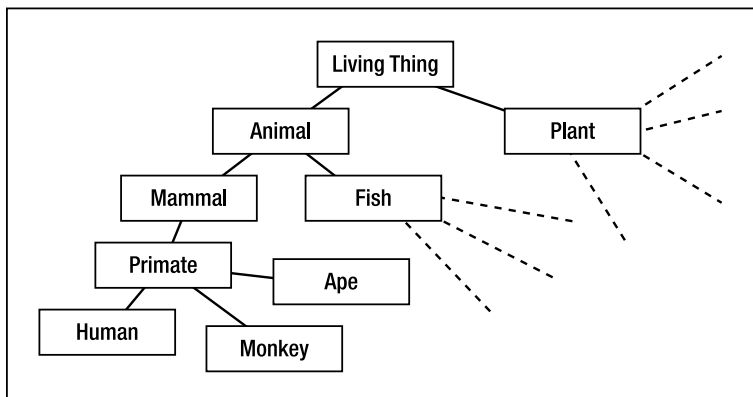 Living Thing
Animal
Plant
Mammal
Fish
Primate
Ape
Human
Monkey